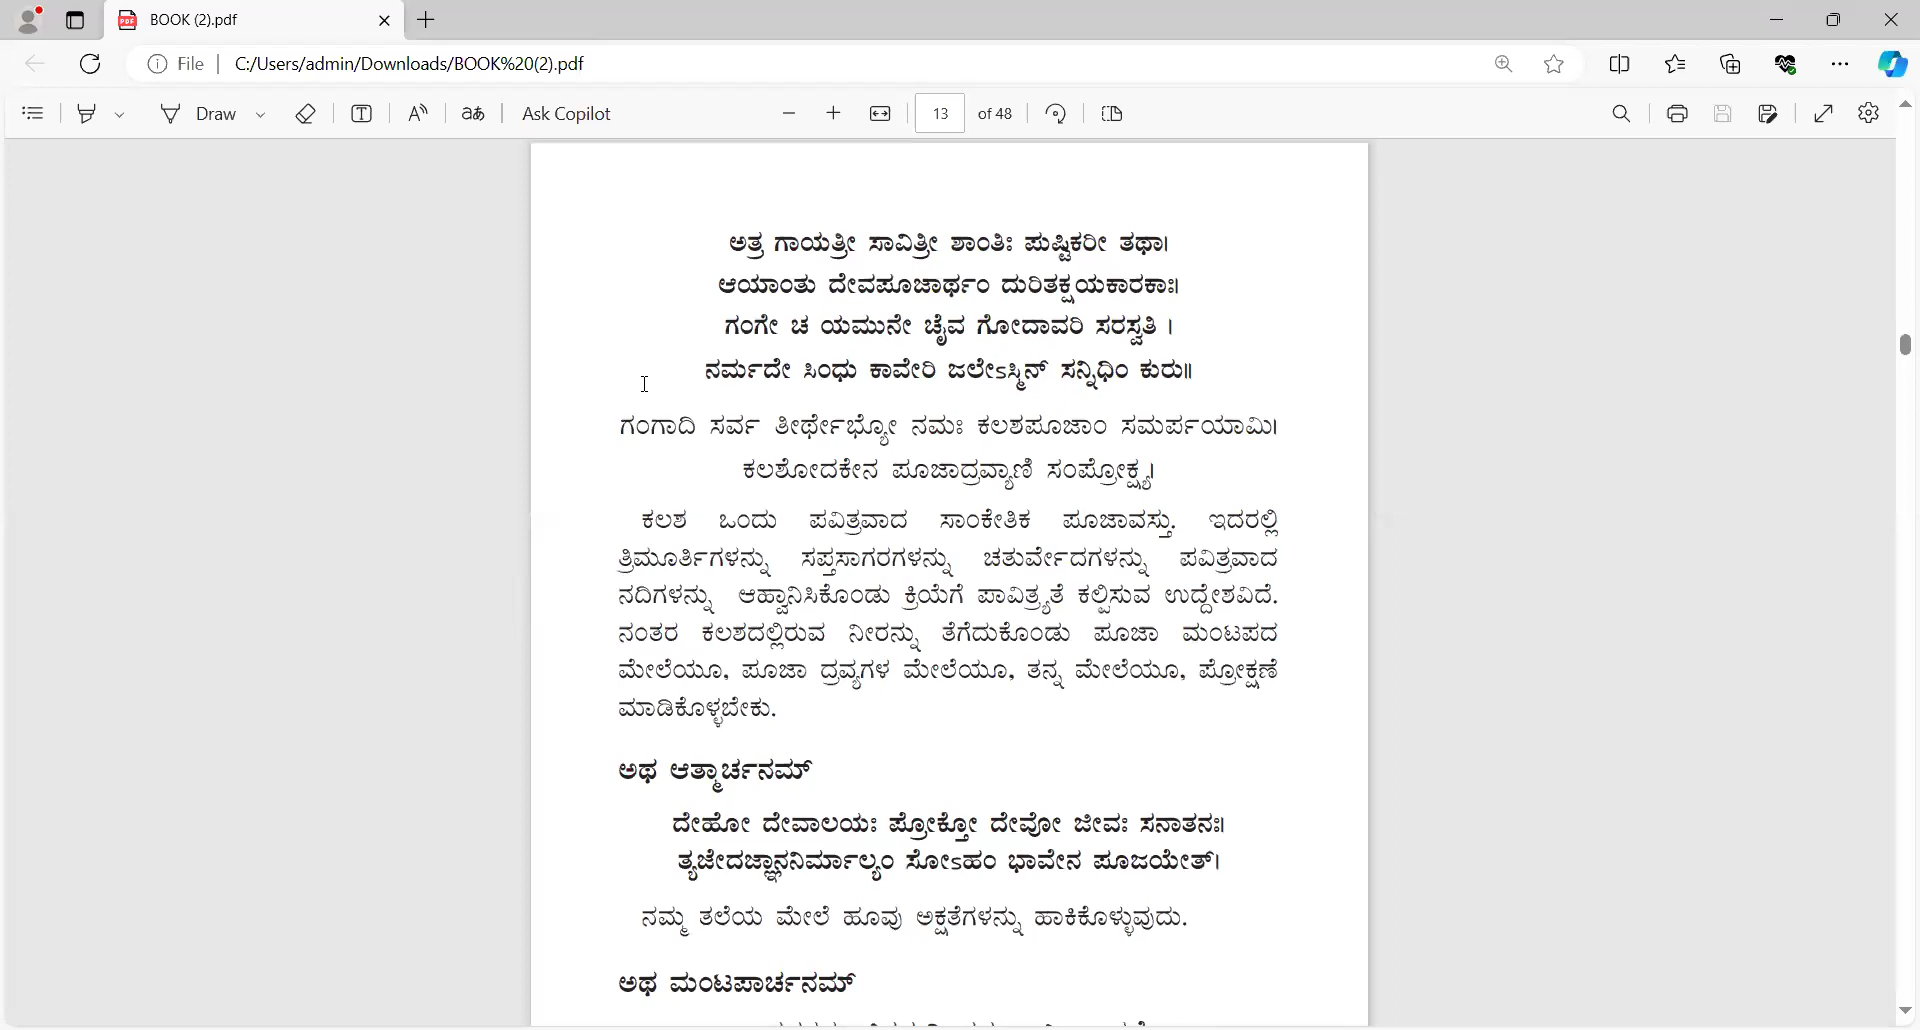 BOOK (2).pdf
File | C:/Users/admin/Downloads/BOOK%20(2).pdf
Draw
aあ
Ask Copilot
13 of 48
ಅತ್ರ ಗಾಯತ್ರೀ ಸಾವಿತ್ರೀ ಶಾಂತಿಃ ಪುಷ್ಟಿಕರೀ ತಥಾ।
ಆಯಾಂತು ದೇವಪೂಜಾರ್ಥಂ ದುರಿತಕ್ಷಯಕಾರಕಾಃ॥
ಗಂಗೇ ಚ ಯಮುನೇ ಚೈವ ಗೋದಾವರಿ ಸರಸ್ವತಿ ।
ನರ್ಮದೇ ಸಿಂಧು ಕಾವೇರಿ ಜಲೇಽಸ್ಮಿನ್ ಸನ್ನಿಧಿಂ ಕುರು॥
ಗಂಗಾದಿ ಸರ್ವ ತೀರ್ಥೇಭ್ಯೋ ನಮಃ ಕಲಶಪೂಜಾಂ ಸಮರ್ಪಯಾಮಿ।
ಕಲಶೋದಕೇನ ಪೂಜಾದ್ರವ್ಯಾಣಿ ಸಂಪ್ರೋಕ್ಷ್ಯ।
ಕಲಶ ಒಂದು ಪವಿತ್ರವಾದ ಸಾಂಕೇತಿಕ ಪೂಜಾವಸ್ತು. ಇದರಲ್ಲಿ
ತ್ರಿಮೂರ್ತಿಗಳನ್ನು ಸಪ್ತಸಾಗರಗಳನ್ನು ಚತುರ್ವೇದಗಳನ್ನು ಪವಿತ್ರವಾದ
ನದಿಗಳನ್ನು ಆಹ್ವಾನಿಸಿಕೊಂಡು ಕ್ರಿಯೆಗೆ ಪಾವಿತ್ರ್ಯತೆ ಕಲ್ಪಿಸುವ ಉದ್ದೇಶವಿದೆ.
ನಂತರ ಕಲಶದಲ್ಲಿರುವ ನೀರನ್ನು ತೆಗೆದುಕೊಂಡು ಪೂಜಾ ಮಂಟಪದ
ಮೇಲೆಯೂ, ಪೂಜಾ ದ್ರವ್ಯಗಳ ಮೇಲೆಯೂ, ತನ್ನ ಮೇಲೆಯೂ, ಪ್ರೋಕ್ಷಣೆ
ಮಾಡಿಕೊಳ್ಳಬೇಕು.
ಅಥ ಆತ್ಮಾರ್ಚನಮ್
ದೇಹೋ ದೇವಾಲಯಃ ಪ್ರೋಕ್ತೋ ದೇವೋ ಜೀವಃ ಸನಾತನಃ।
ತ್ಯಜೇದಜ್ಞಾನನಿರ್ಮಾಲ್ಯಂ ಸೋಽಹಂ ಭಾವೇನ ಪೂಜಯೇತ್।
ನಮ್ಮ ತಲೆಯ ಮೇಲೆ ಹೂವು ಅಕ್ಷತೆಗಳನ್ನು ಹಾಕಿಕೊಳ್ಳುವುದು.
ಅಥ ಮಂಟಪಾರ್ಚನಮ್